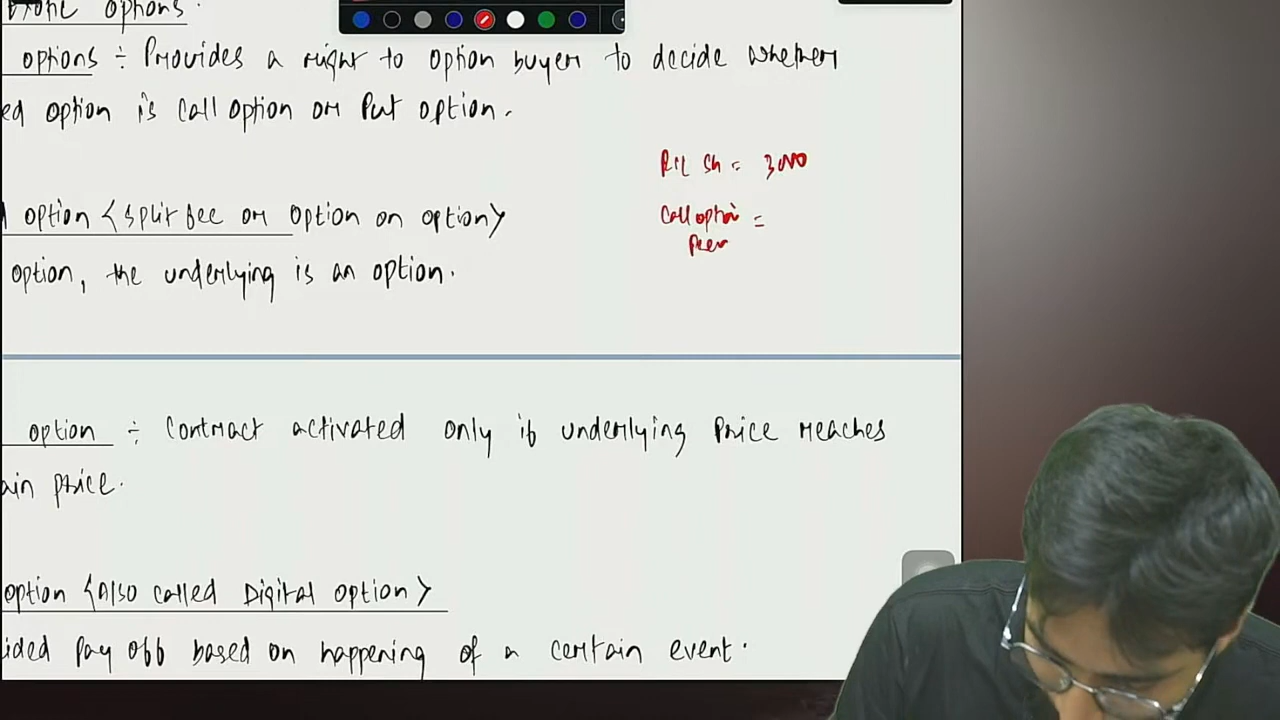 options.
options ÷ Provides a right to option buyer to decide whether
ed option is call option or Put option.
RIL Sh = 3000
Call option =
Prem
option <split fee or option on option>
option, the underlying is an option.
option ÷ Contract activated only if underlying Price reaches
ain price.
option {Also called Digital option>
ided Pay off based on happening of a certain event.